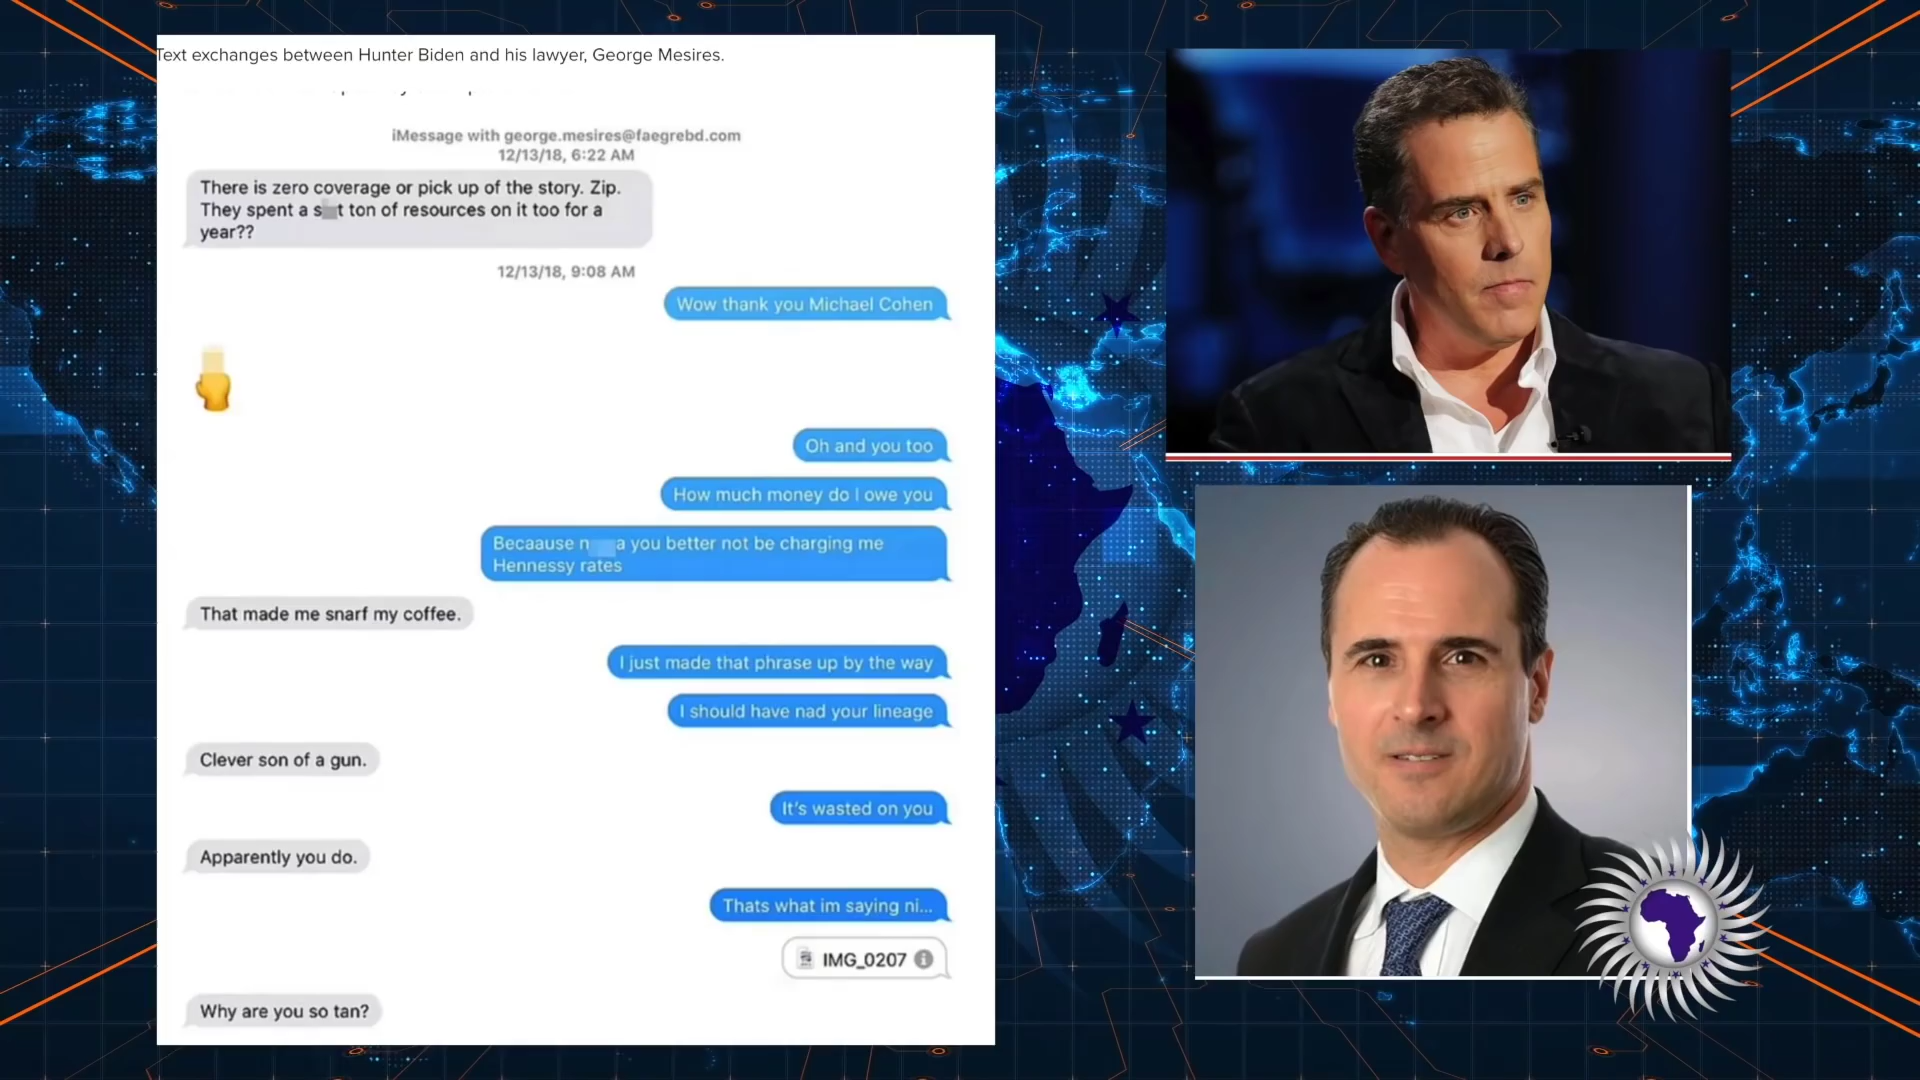 Text exchanges between Hunter Biden and his lawyer, George Mesires.
iMessage with george.mesires@faegrebd.com
12/13/18, 6:22 AM
There is zero coverage or pick up of the story. Zip.
They spent a s t ton of resources on it too for a
year??
12/13/18, 9:08 AM
Wow thank you Michael Cohen
Oh and you too
How much money do I owe you
Becaause n a you better not be charging me
Hennessy rates
That made me snarf my coffee.
I just made that phrase up by the way
I should have nad your lineage
Clever son of a gun.
It's wasted on you
Apparently you do.
Thats what im saying ni...
IMG_0207
Why are you so tan?